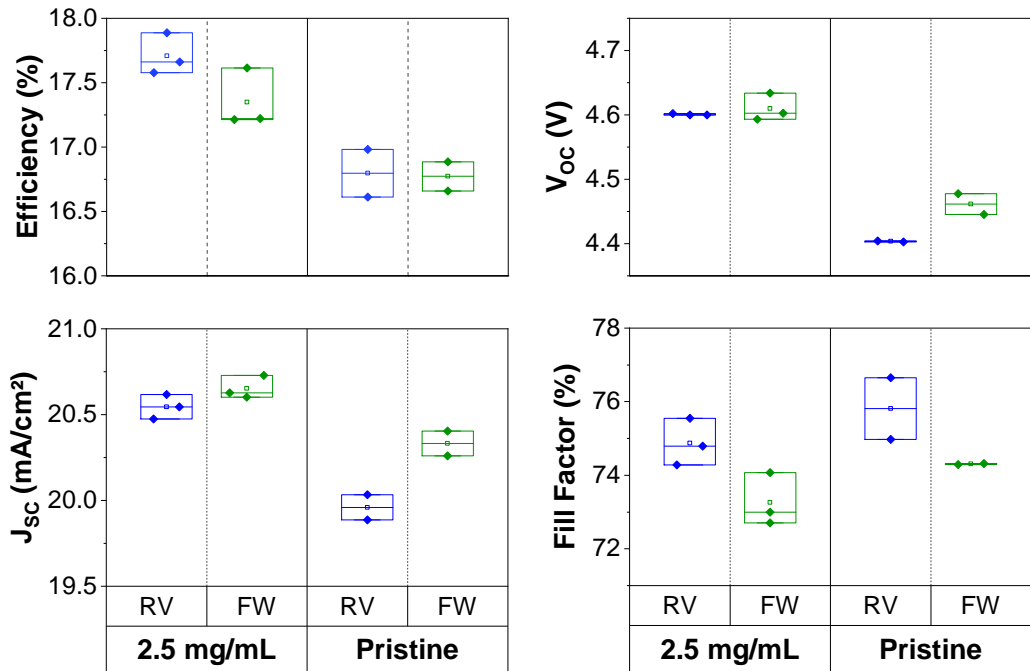 Efficiency (%)
18.0
17.5
17.0
16.5
16.0
V_OC (V)
4.7
4.6
4.5
4.4
J_SC (mA/cm²)
21.0
20.5
20.0
19.5
RV FW RV FW
2.5 mg/mL Pristine
Fill Factor (%)
78
76
74
72
RV FW RV FW
2.5 mg/mL Pristine